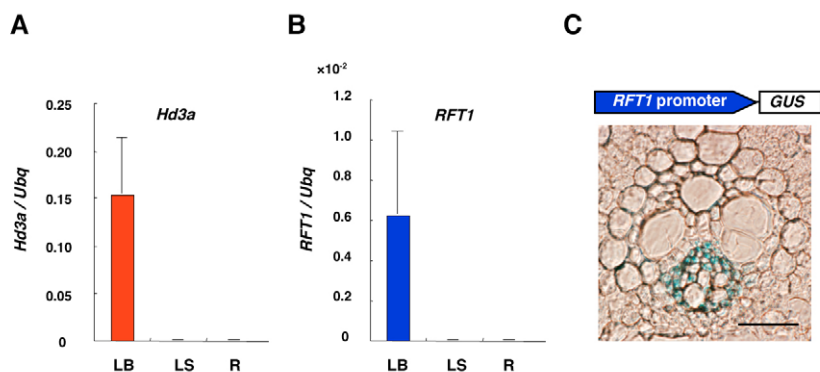 A
Hd3a
Hd3a / Ubq
0.25
0.20
0.15
0.10
0.05
0
LB LS R
B
×10-2
RFT1
RFT1 / Ubq
1.2
1.0
0.8
0.6
0.4
0.2
0
LB LS R
C
RFT1 promoter GUS